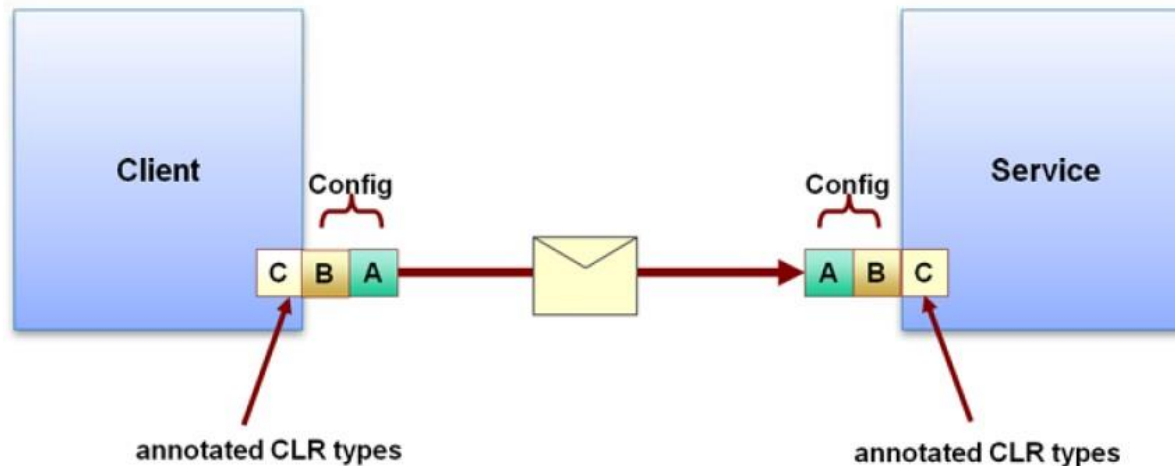 Client
Config
C B A
annotated CLR types
Config
Service
A B C
annotated CLR types